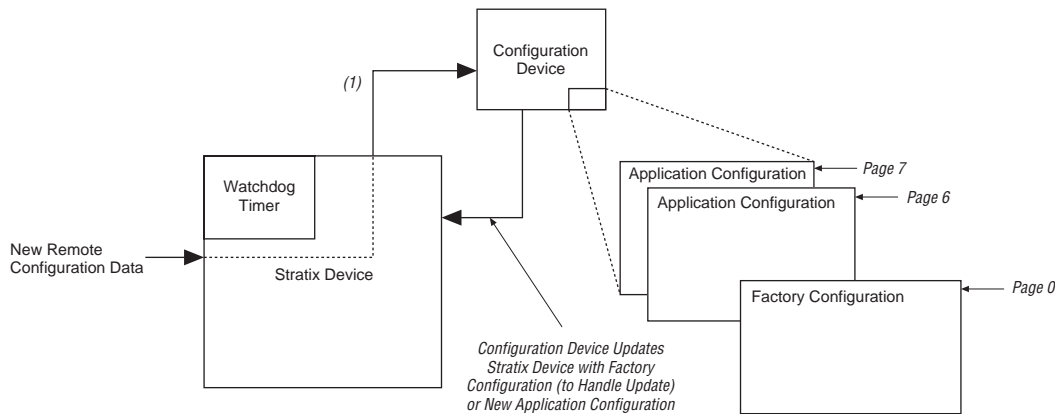 Configuration
Device
(1)
Application Configuration
Page 7
Application Configuration
Page 6
Watchdog
Timer
New Remote
Configuration Data
Stratix Device
Factory Configuration
Page 0
Configuration Device Updates
Stratix Device with Factory
Configuration (to Handle Update)
or New Application Configuration